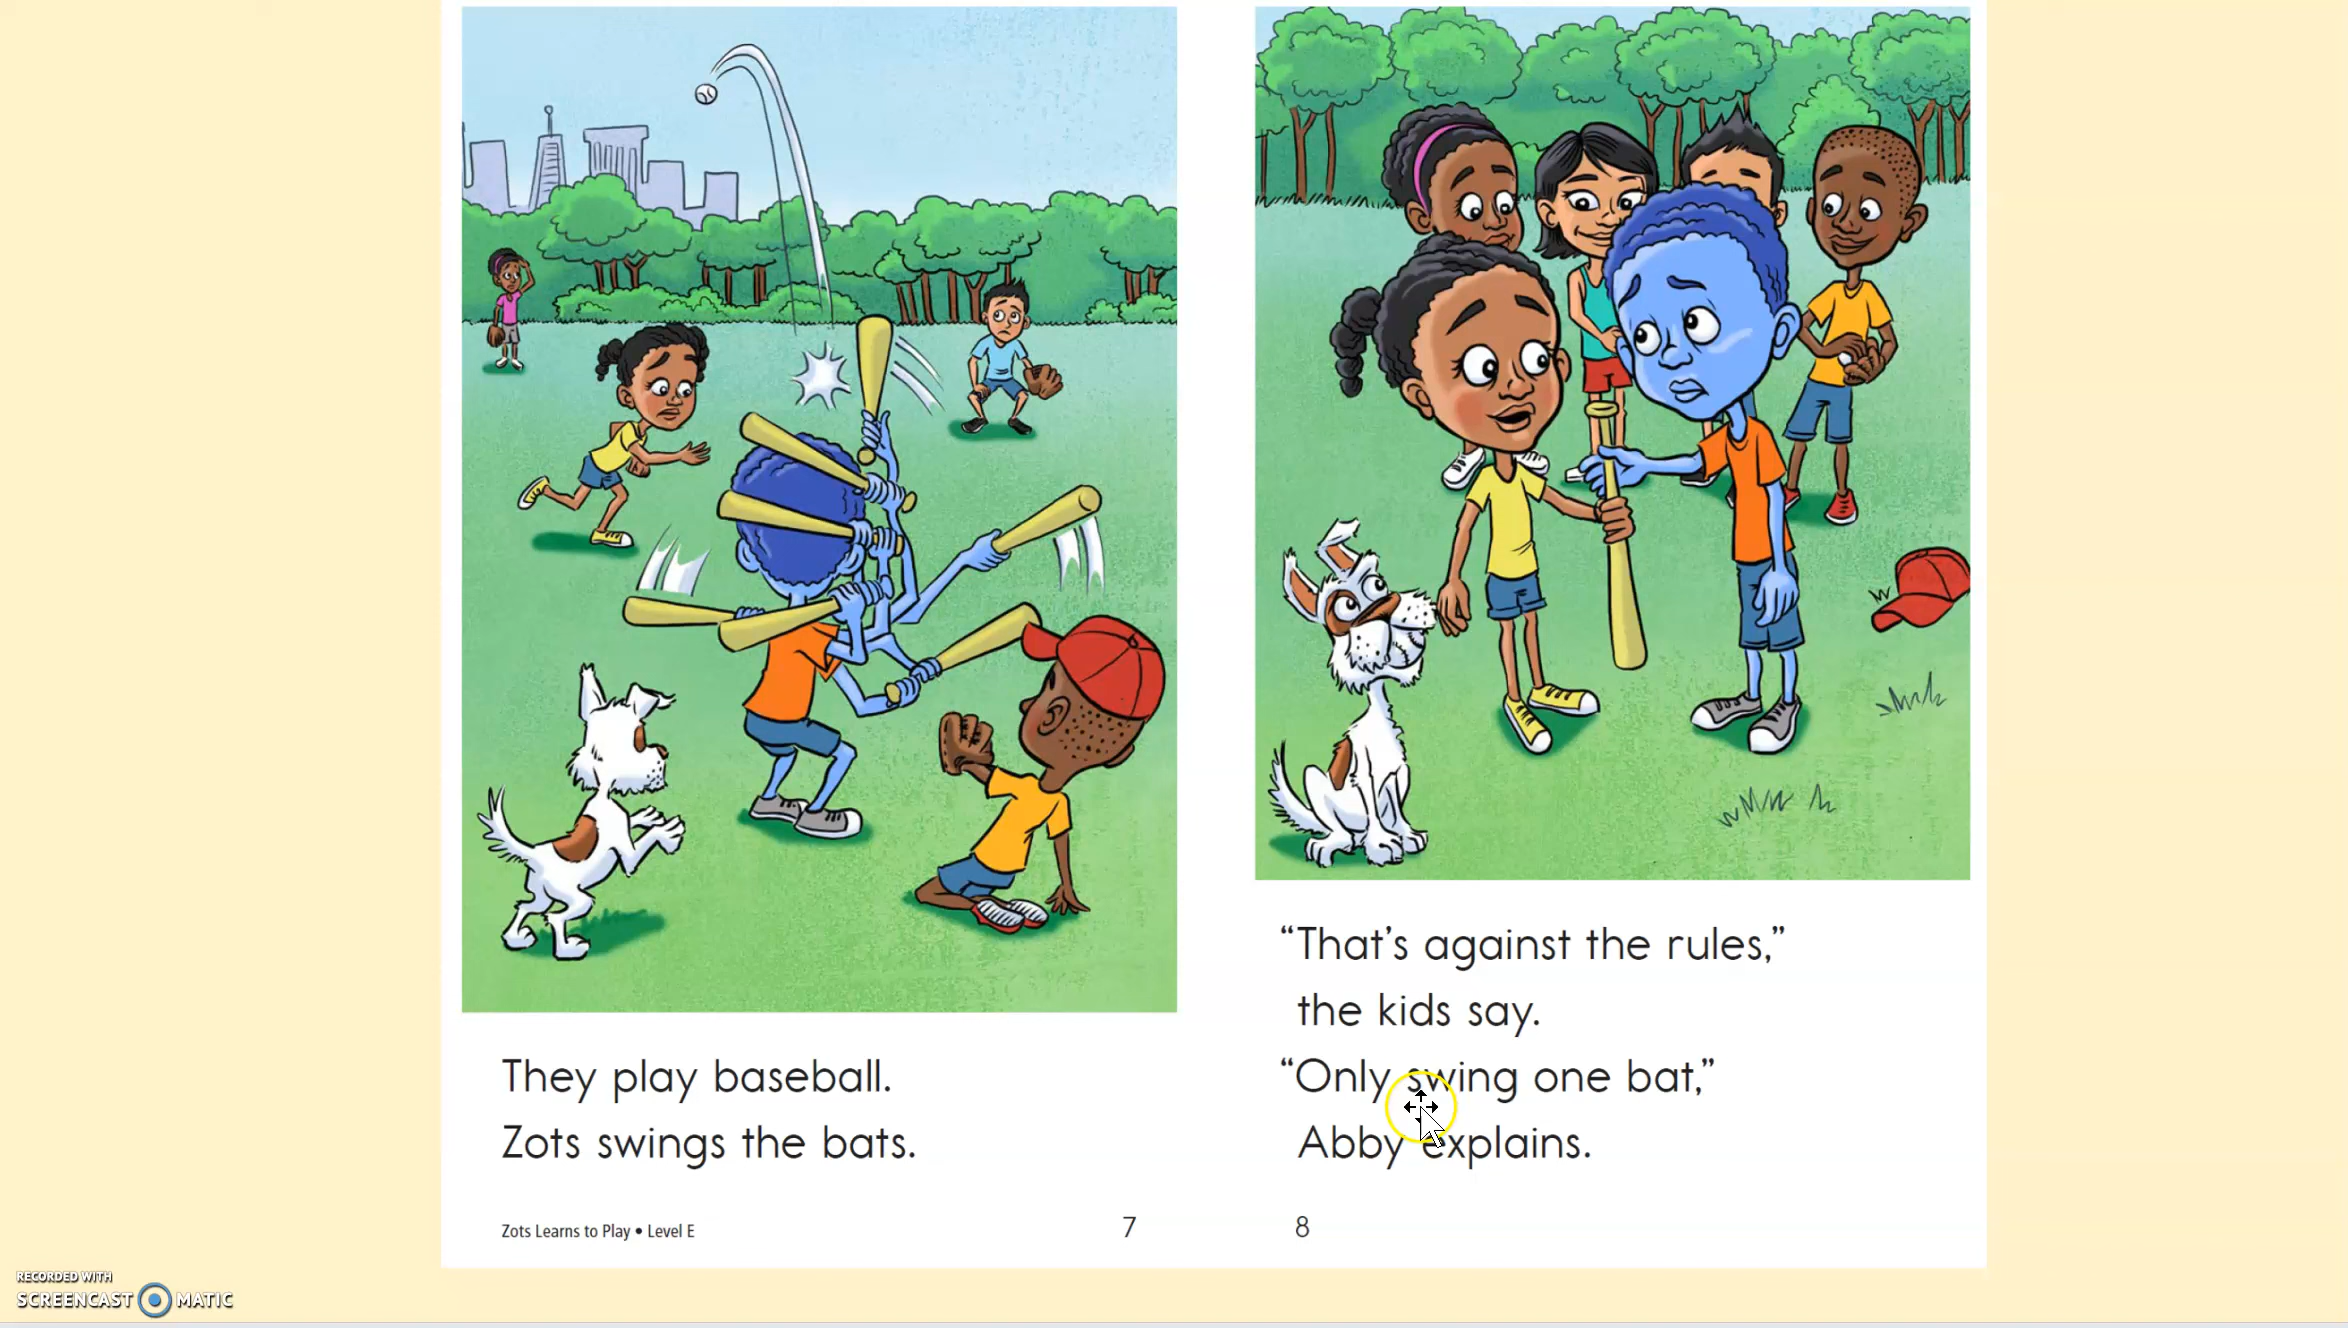 They play baseball.
Zots swings the bats.
Zots Learns to Play • Level E
7
“That’s against the rules,”
the kids say.
“Only swing one bat,”
Abby explains.
8
RECORDED WITH
SCREENCAST MATIC